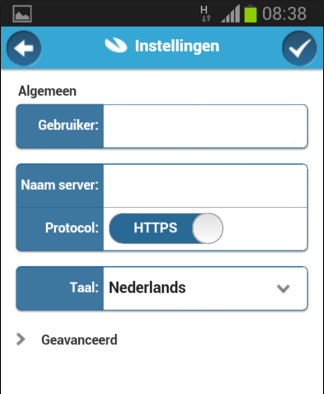 H 08:38
Instellingen
Algemeen
Gebruiker:
Naam server:
Protocol: HTTPS
Taal: Nederlands
Geavanceerd